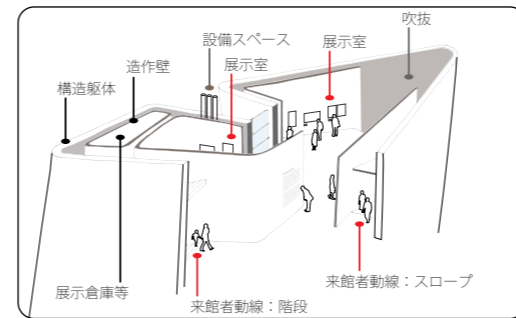 設備スペース
吹抜
展示室
造作壁
展示室
構造躯体
展示倉庫等
来館者動線：階段
来館者動線：スロープ